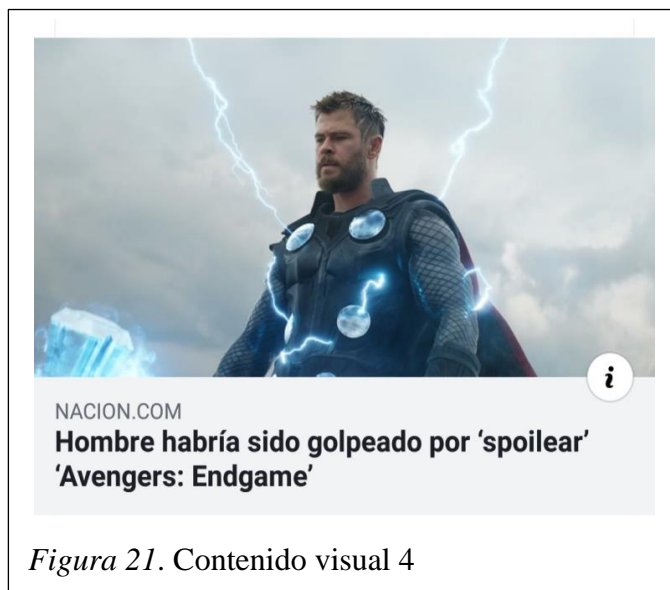 NACION.COM
Hombre habría sido golpeado por ‘spoilear’
‘Avengers: Endgame’
i
Figura 21. Contenido visual 4